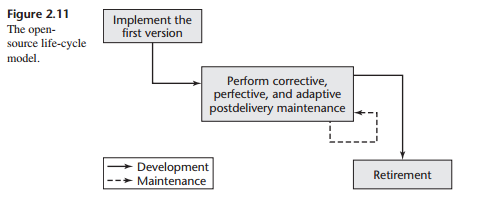 Figure 2.11
The open-
source life-cycle
model.
Implement the
first version
Perform corrective,
perfective, and adaptive
postdelivery maintenance
Development
Maintenance
Retirement